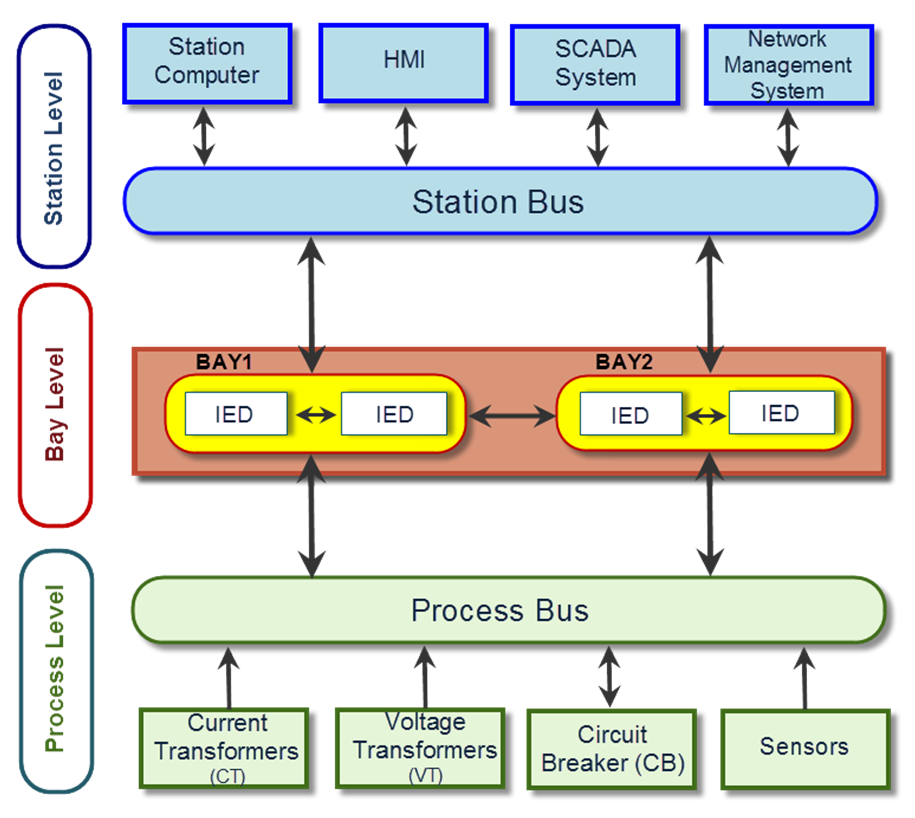 Station Level
Station
Computer
HMI
SCADA
System
Network
Management
System
Station Bus
Bay Level
BAY1
IED
IED
BAY2
IED
IED
Process Level
Process Bus
Current
Transformers
(CT)
Voltage
Transformers
(VT)
Circuit
Breaker (CB)
Sensors